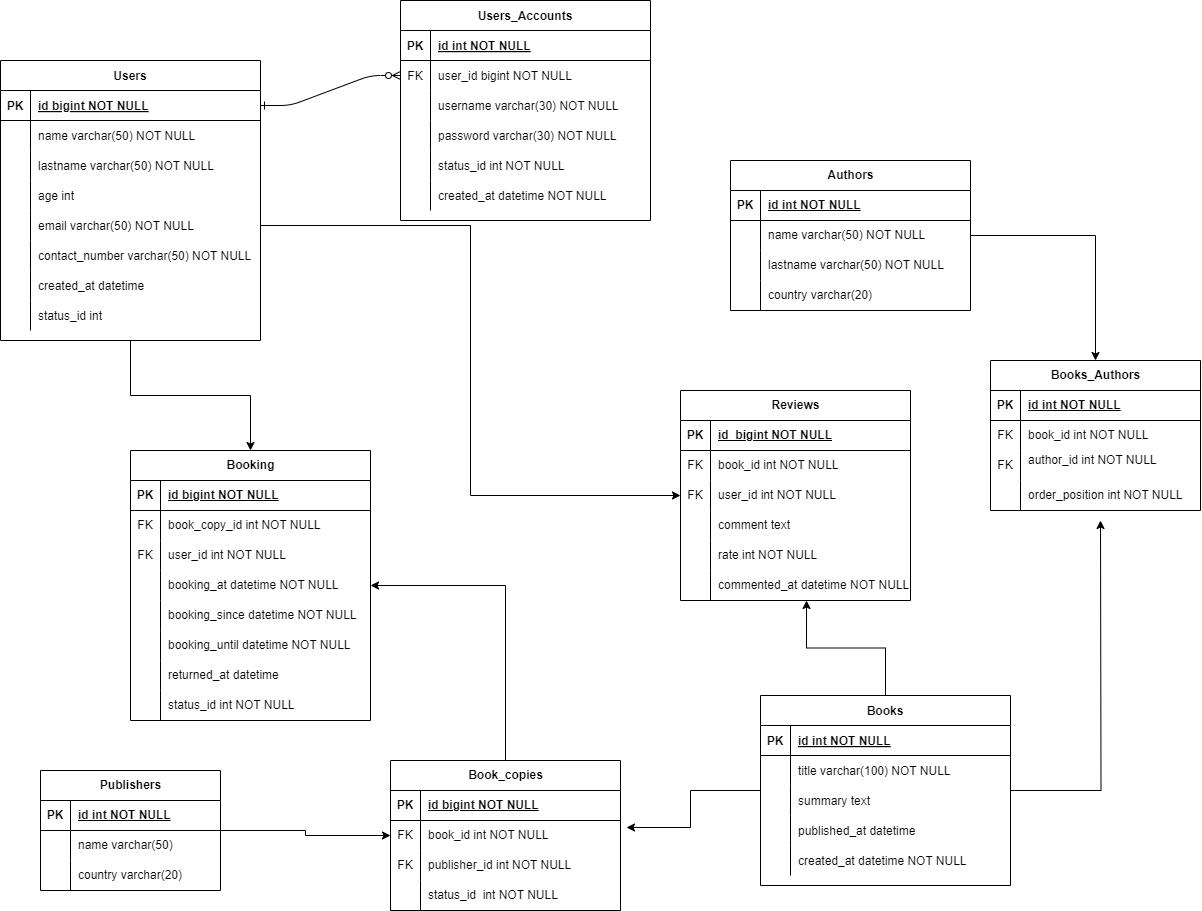 Users_Accounts
PK id int NOT NULL
FK user_id bigint NOT NULL
username varchar(30) NOT NULL
password varchar(30) NOT NULL
status_id int NOT NULL
created_at datetime NOT NULL
Users
PK id bigint NOT NULL
name varchar(50) NOT NULL
lastname varchar(50) NOT NULL
age int
email varchar(50) NOT NULL
contact_number varchar(50) NOT NULL
created_at datetime
status_id int
Authors
PK id int NOT NULL
name varchar(50) NOT NULL
lastname varchar(50) NOT NULL
country varchar(20)
Books_Authors
PK id int NOT NULL
FK book_id int NOT NULL
FK author_id int NOT NULL
order_position int NOT NULL
Reviews
PK id_bigint NOT NULL
FK book_id int NOT NULL
FK user_id int NOT NULL
comment text
rate int NOT NULL
commented_at datetime NOT NULL
Booking
PK id bigint NOT NULL
FK book_copy_id int NOT NULL
FK user_id int NOT NULL
booking_at datetime NOT NULL
booking_since datetime NOT NULL
booking_until datetime NOT NULL
returned_at datetime
status_id int NOT NULL
Books
PK id int NOT NULL
title varchar(100) NOT NULL
summary text
published_at datetime
created_at datetime NOT NULL
Book_copies
PK id bigint NOT NULL
FK book_id int NOT NULL
FK publisher_id int NOT NULL
status_id int NOT NULL
Publishers
PK id int NOT NULL
name varchar(50)
country varchar(20)